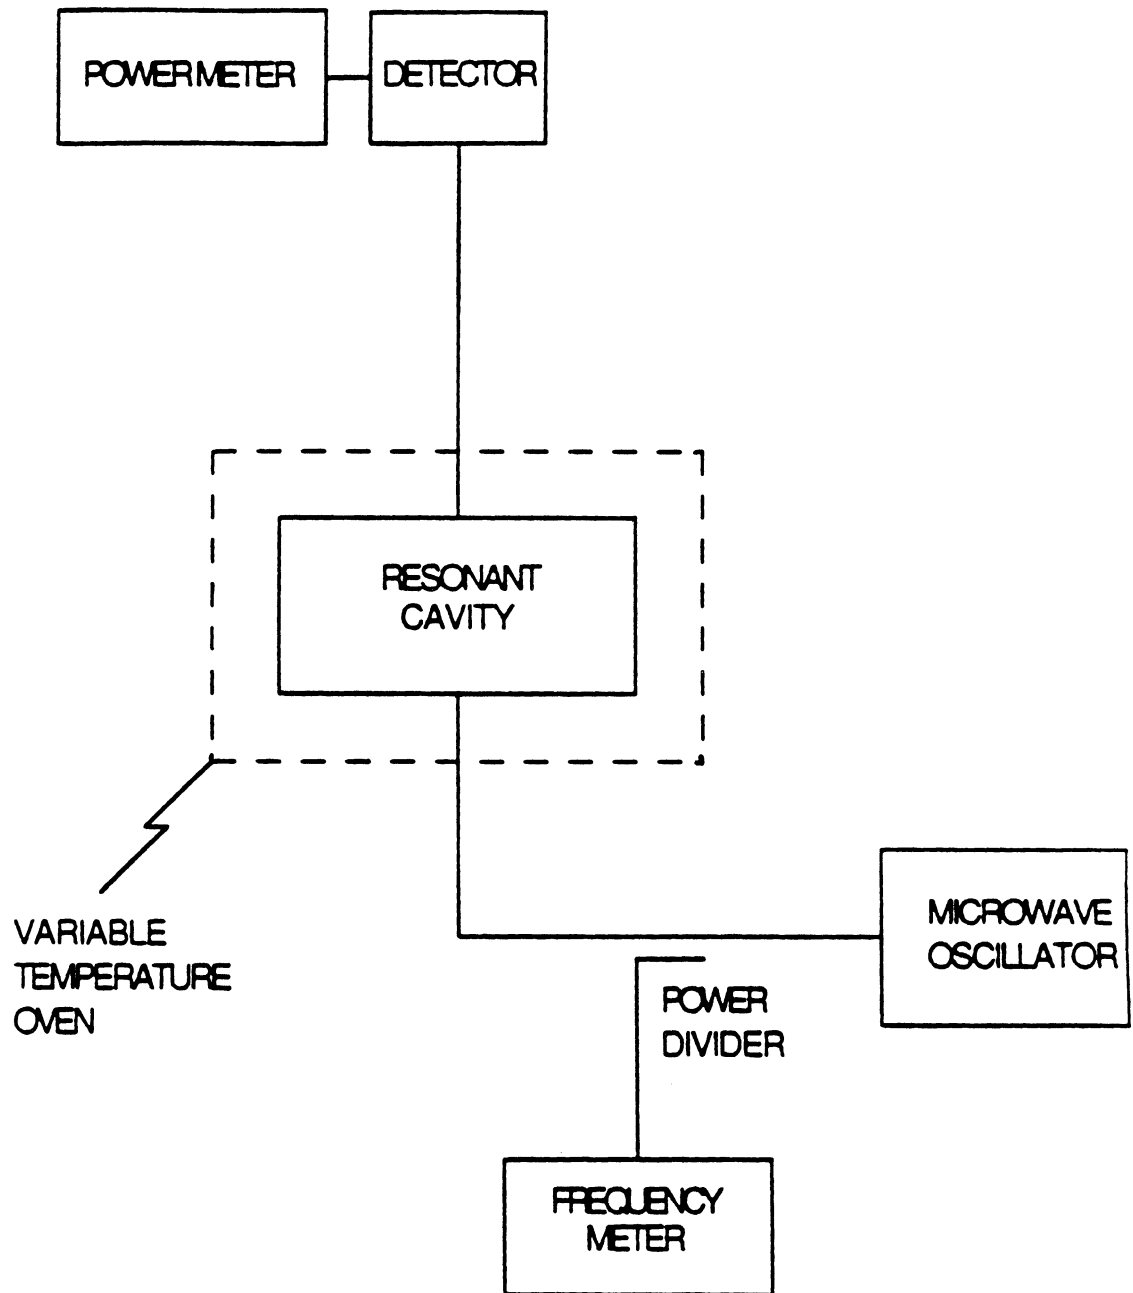 POWER METER
DETECTOR
RESONANT
CAVITY
VARIABLE
TEMPERATURE
OVEN
MICROWAVE
OSCILLATOR
POWER
DIVIDER
FREQUENCY
METER